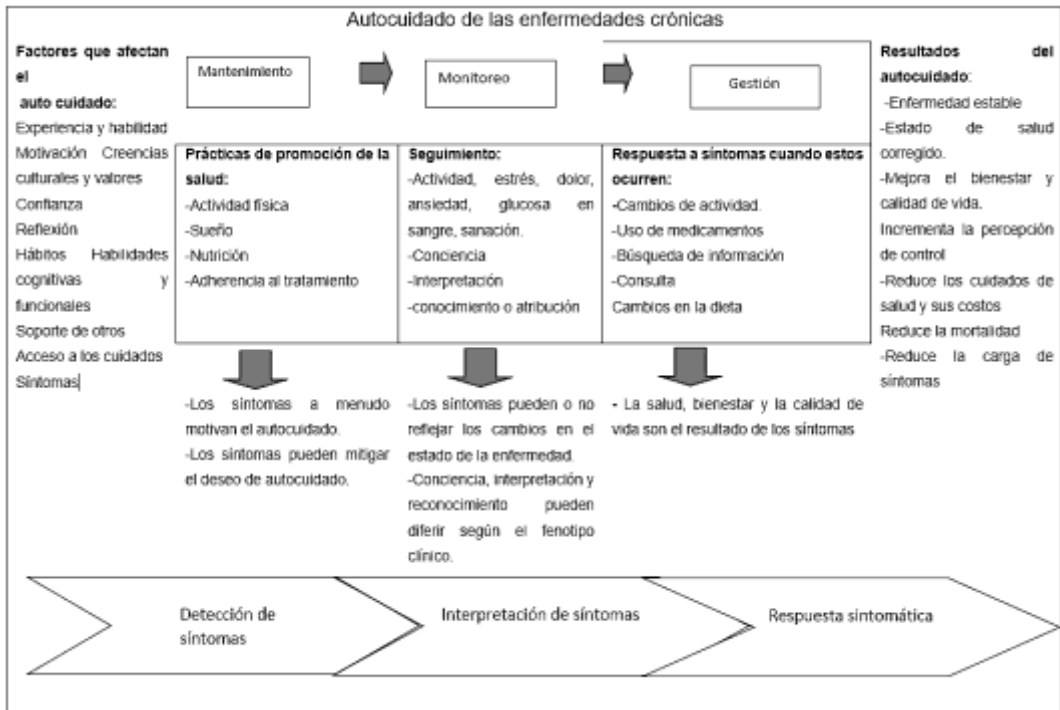 Autocuidado de las enfermedades crónicas
Factores que afectan
el
auto cuidado:
Experiencia y habilidad
Motivación Creencias
culturales y valores
Confianza
Reflexión
Hábitos Habilidades
cognitivas y
funcionales
Soporte de otros
Acceso a los cuidados
Síntomas
Mantenimiento
Monitoreo
Gestión
Prácticas de promoción de la
salud:
-Actividad física
-Sueño
-Nutrición
-Adherencia al tratamiento
Seguimiento:
-Actividad, estrés, dolor,
ansiedad, glucosa en
sangre, sanación.
-Conciencia
-Interpretación
-conocimiento o atribución
Respuesta a síntomas cuando estos
ocurren:
-Cambios de actividad.
-Uso de medicamentos
-Búsqueda de información
-Consulta
Cambios en la dieta
Resultados del
autocuidado:
-Enfermedad estable
-Estado de salud
corregido.
-Mejora el bienestar y
calidad de vida.
Incrementa la percepción
de control
-Reduce los cuidados de
salud y sus costos
Reduce la mortalidad
-Reduce la carga de
síntomas
-Los síntomas a menudo
motivan el autocuidado.
-Los síntomas pueden mitigar
el deseo de autocuidado.
-Los síntomas pueden o no
reflejar los cambios en el
estado de la enfermedad.
-Conciencia, interpretación y
reconocimiento pueden
diferir según el fenotipo
clínico.
- La salud, bienestar y la calidad de
vida son el resultado de los síntomas
Detección de
síntomas
Interpretación de síntomas
Respuesta sintomática